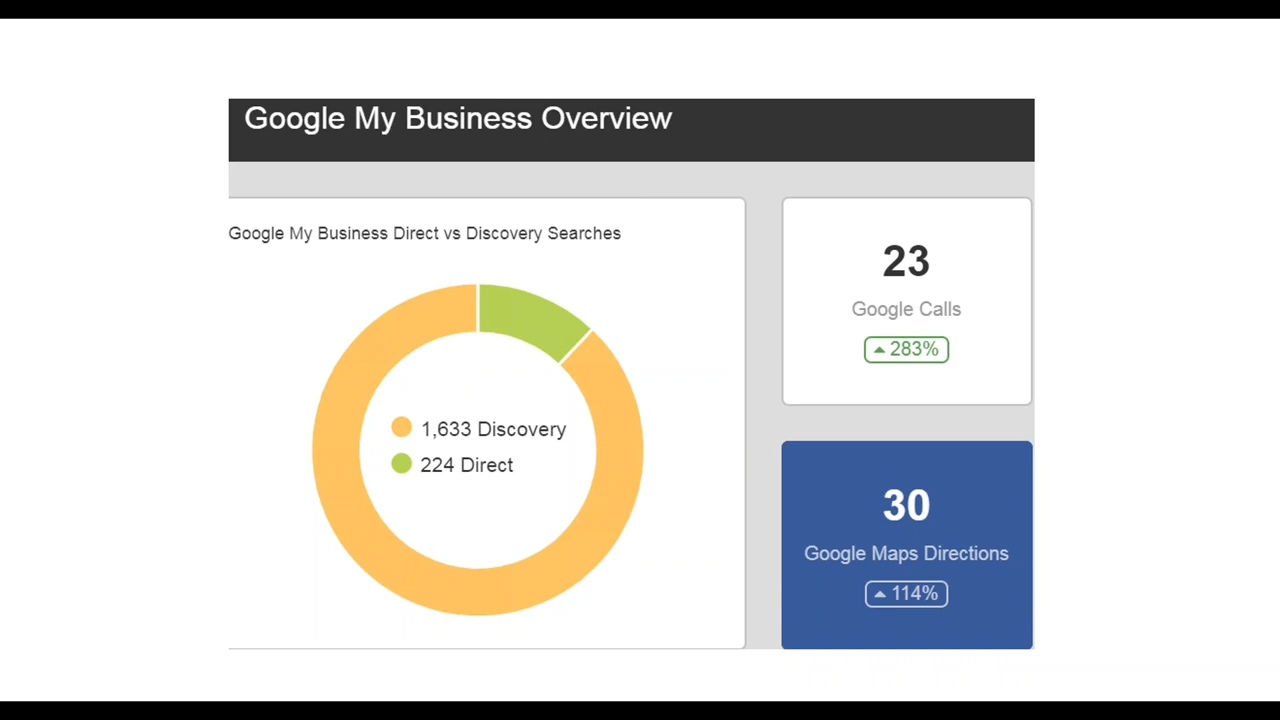 Google My Business Overview
Google My Business Direct vs Discovery Searches
1,633 Discovery
224 Direct
23
Google Calls
283%
30
Google Maps Directions
114%